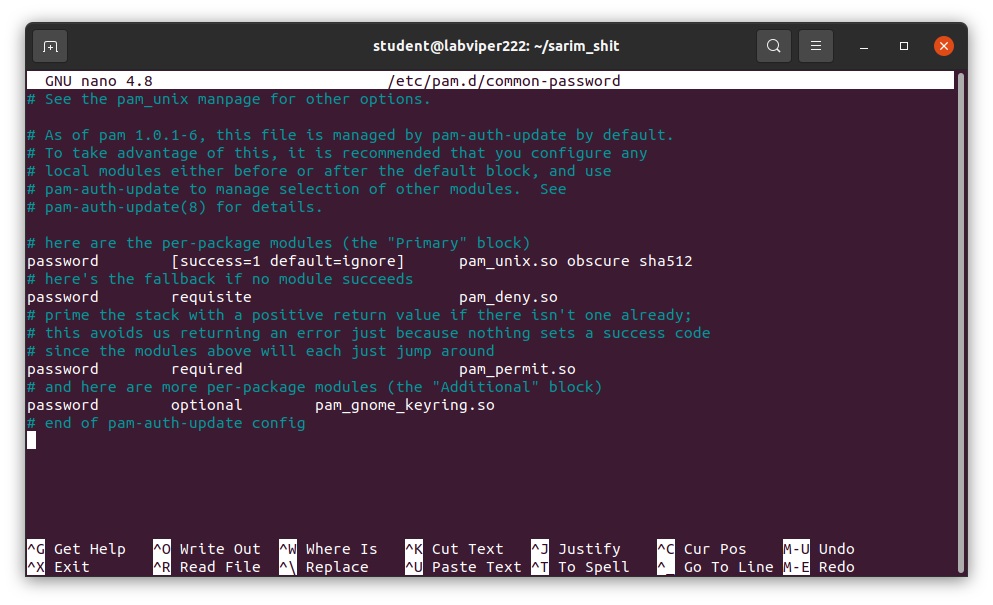 student@labviper222: ~/sarim_shit
GNU nano 4.8 /etc/pam.d/common-password
# See the pam_unix manpage for other options.
# As of pam 1.0.1-6, this file is managed by pam-auth-update by default.
# To take advantage of this, it is recommended that you configure any
# local modules either before or after the default block, and use
# pam-auth-update to manage selection of other modules.  See
# pam-auth-update(8) for details.
# here are the per-package modules (the "Primary" block)
password        [success=1 default=ignore]      pam_unix.so obscure sha512
# here's the fallback if no module succeeds
password        requisite                       pam_deny.so
# prime the stack with a positive return value if there isn't one already;
# this avoids us returning an error just because nothing sets a success code
# since the modules above will each just jump around
password        required                        pam_permit.so
# and here are more per-package modules (the "Additional" block)
password        optional        pam_gnome_keyring.so
# end of pam-auth-update config
^G Get Help   ^O Write Out  ^W Where Is   ^K Cut Text   ^J Justify    ^C Cur Pos    M-U Undo
^X Exit       ^R Read File  ^\ Replace    ^U Paste Text ^T To Spell   ^_ Go To Line M-E Redo